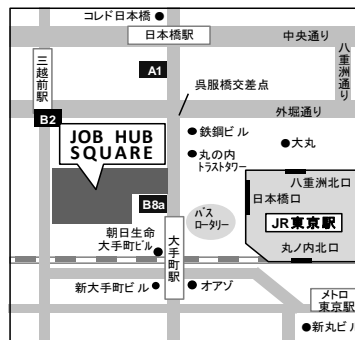 コレド日本橋
日本橋駅
中央通り
三越前駅
A1
八重洲通り
呉服橋交差点
外堀通り
B2
JOB HUB
SQUARE
鉄鋼ビル
大丸
丸の内
トラストタワー
八重洲北口
日本橋口
JR東京駅
B8a
バス
ロータリー
朝日生命
大手町ビル
大手町駅
丸ノ内北口
新大手町ビル
オアゾ
メトロ
東京駅
新丸ビル